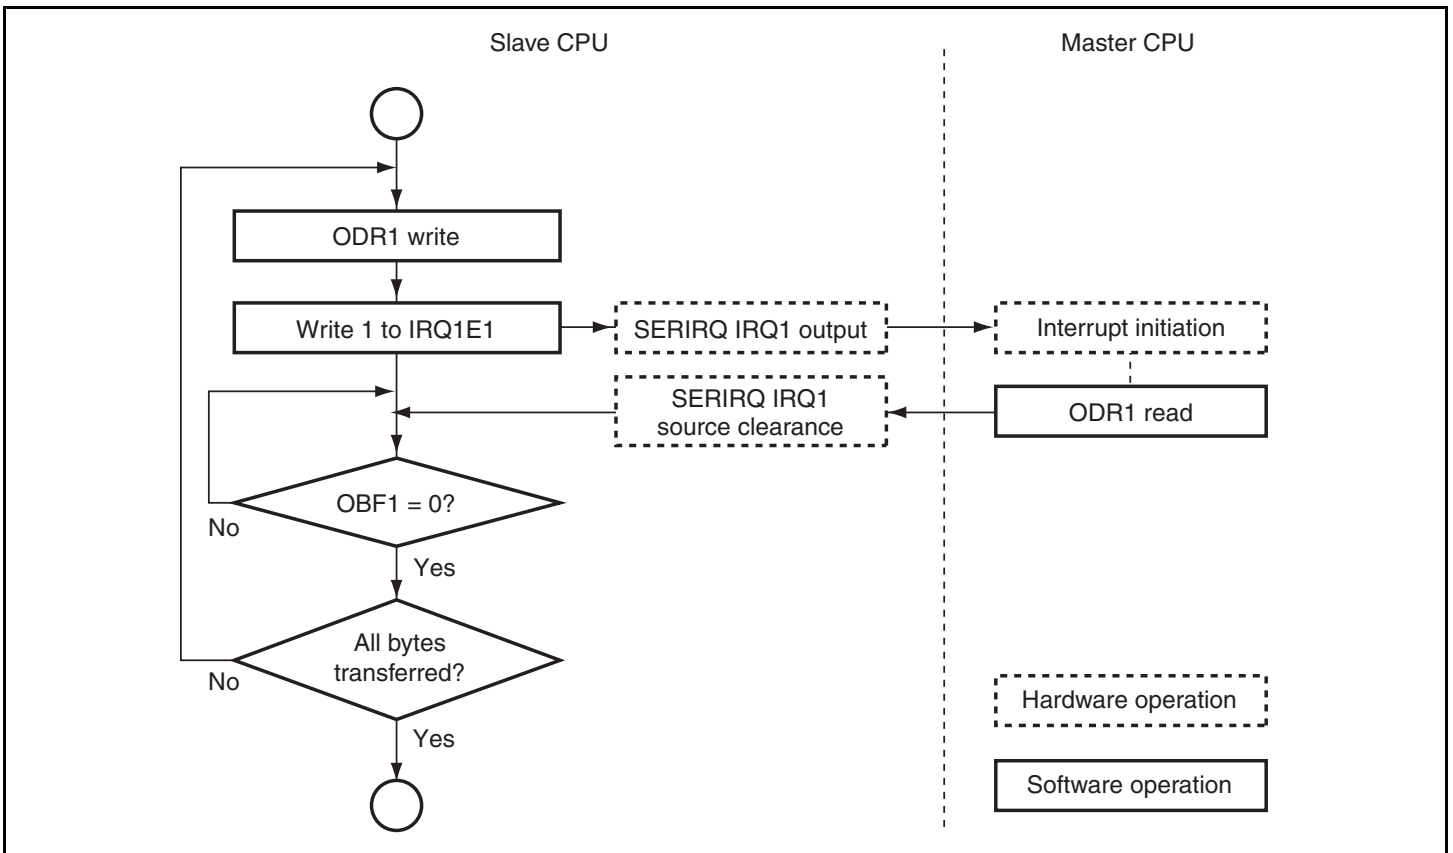 Slave CPU
Master CPU
ODR1 write
Write 1 to IRQ1E1
SERIRQ IRQ1 output
Interrupt initiation
SERIRQ IRQ1
source clearance
ODR1 read
OBF1 = 0?
No
Yes
All bytes
transferred?
No
Yes
Hardware operation
Software operation